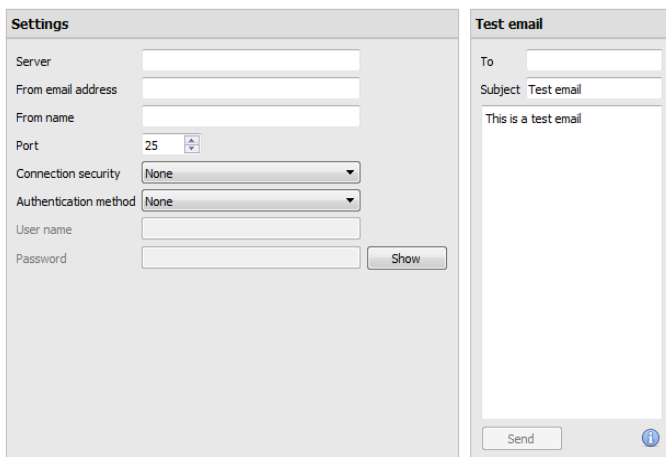 Settings
Server
From email address
From name
Port 25
Connection security None
Authentication method None
User name
Password Show
Test email
To
Subject Test email
This is a test email
Send